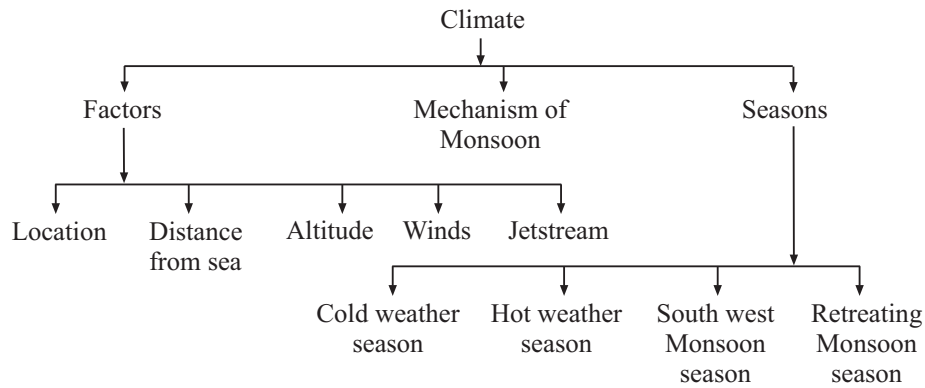 Climate
Factors
Mechanism of
Monsoon
Seasons
Location
Distance
from sea
Altitude
Winds
Jetstream
Cold weather
season
Hot weather
season
South west
Monsoon
season
Retreating
Monsoon
season